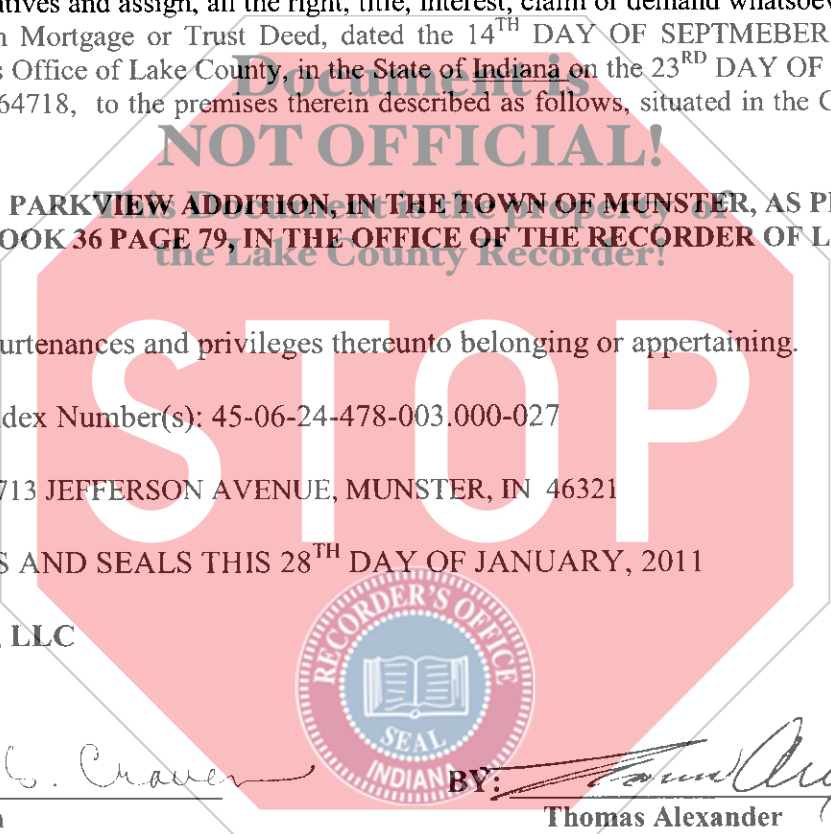 atives and assign, all the right, title, interest, claim or demand whatsoev
n Mortgage or Trust Deed, dated the 14TH DAY OF SEPTMEBER
s Office of Lake County, in the State of Indiana on the 23RD DAY OF
64718, to the premises therein described as follows, situated in the C
Document is
NOT OFFICIAL!
This Document is the property of
the Lake County Recorder!
PARKVIEW ADDITION, IN THE TOWN OF MUNSTER, AS P
OOK 36 PAGE 79, IN THE OFFICE OF THE RECORDER OF L
STOP
urtenances and privileges thereunto belonging or appertaining.
dex Number(s): 45-06-24-478-003.000-027
713 JEFFERSON AVENUE, MUNSTER, IN 46321
S AND SEALS THIS 28TH DAY OF JANUARY, 2011
, LLC
RECORDER'S OFFICE
SEAL
INDIANA
G. Craven
BY:
Thomas Alexander